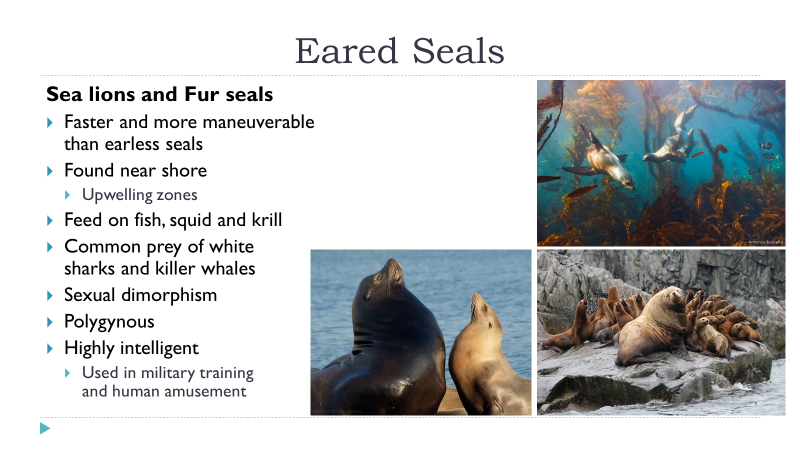 Eared Seals
Sea lions and Fur seals
Faster and more maneuverable
than earless seals
Found near shore
Upwelling zones
Feed on fish, squid and krill
Common prey of white
sharks and killer whales
Sexual dimorphism
Polygynous
Highly intelligent
Used in military training
and human amusement